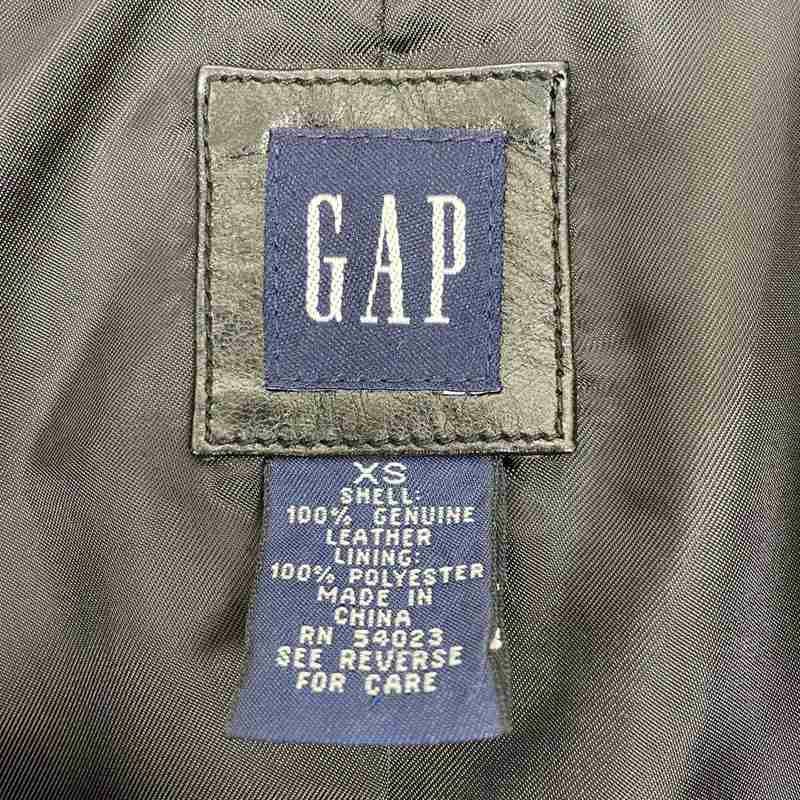 GAP
XS
SHELL:
100% GENUINE
LEATHER
LINING:
100% POLYESTER
MADE IN
CHINA
RN 54023
SEE REVERSE
FOR CARE